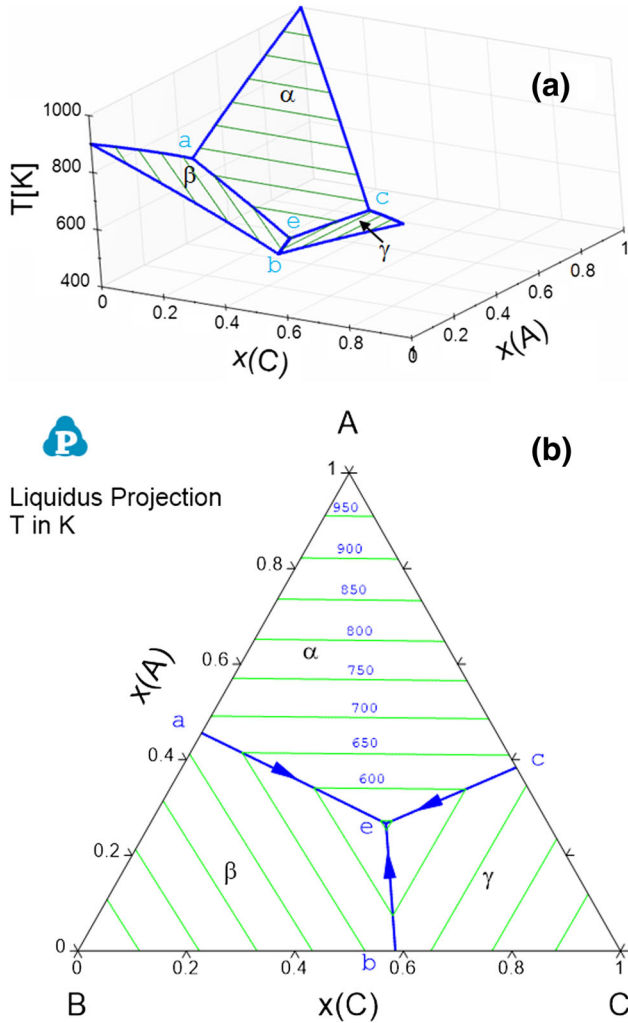 (a)
T[K]
1000
800
600
400
α
a
β
e
c
b
γ
0
0.2
0.4
0.6
0.8
0
1
x(C)
0.2
0.4
0.6
0.8
1
x(A)
P
(b)
Liquidus Projection
T in K
A
1
950
900
0.8
850
800
α
0.6
750
x(A)
700
a
650
c
0.4
600
e
0.2
β
γ
0
0
0.2
0.4
b
0.6
0.8
1
B
x(C)
C